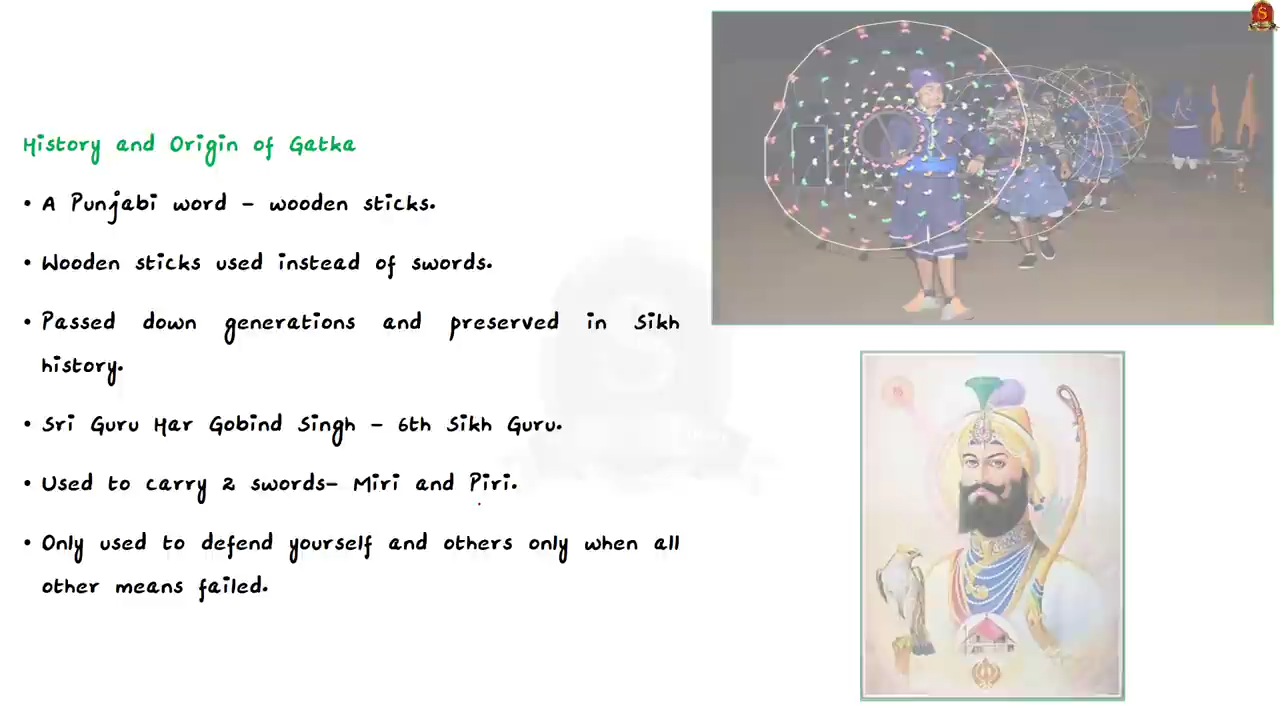 History and Origin of Gatka
• A Punjabi word – wooden sticks.
• Wooden sticks used instead of swords.
• Passed down generations and preserved in Sikh
history.
• Sri Guru Har Gobind Singh – 6th Sikh Guru.
• Used to carry 2 swords– Miri and Piri.
• Only used to defend yourself and others only when all
other means failed.
S
S